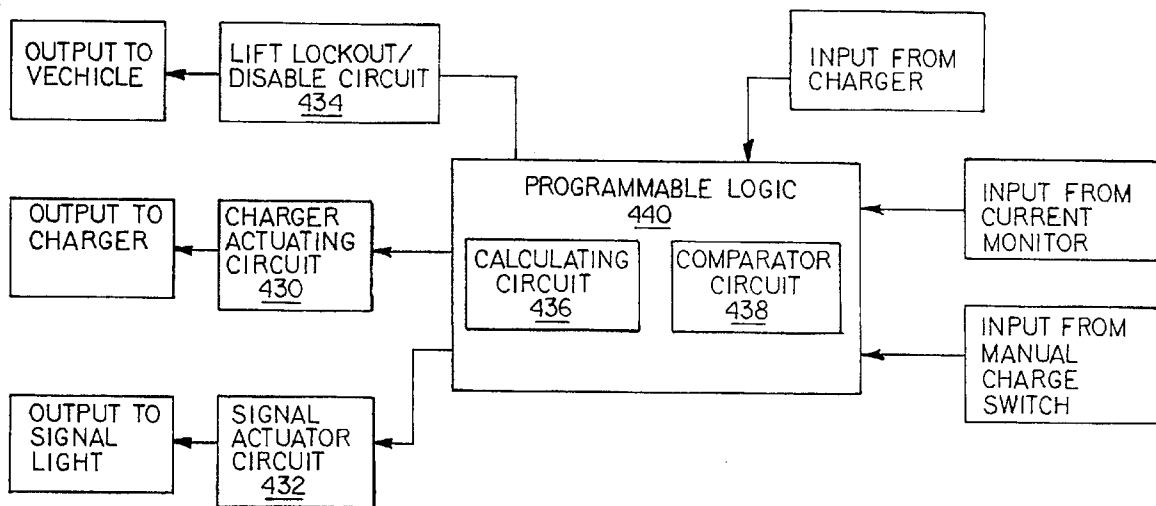 OUTPUT TO
VECHICLE
LIFT LOCKOUT/
DISABLE CIRCUIT
434
INPUT FROM
CHARGER
OUTPUT TO
CHARGER
CHARGER
ACTUATING
CIRCUIT
430
PROGRAMMABLE LOGIC
440
CALCULATING
CIRCUIT
436
COMPARATOR
CIRCUIT
438
INPUT FROM
CURRENT
MONITOR
INPUT FROM
MANUAL
CHARGE
SWITCH
OUTPUT TO
SIGNAL
LIGHT
SIGNAL
ACTUATOR
CIRCUIT
432